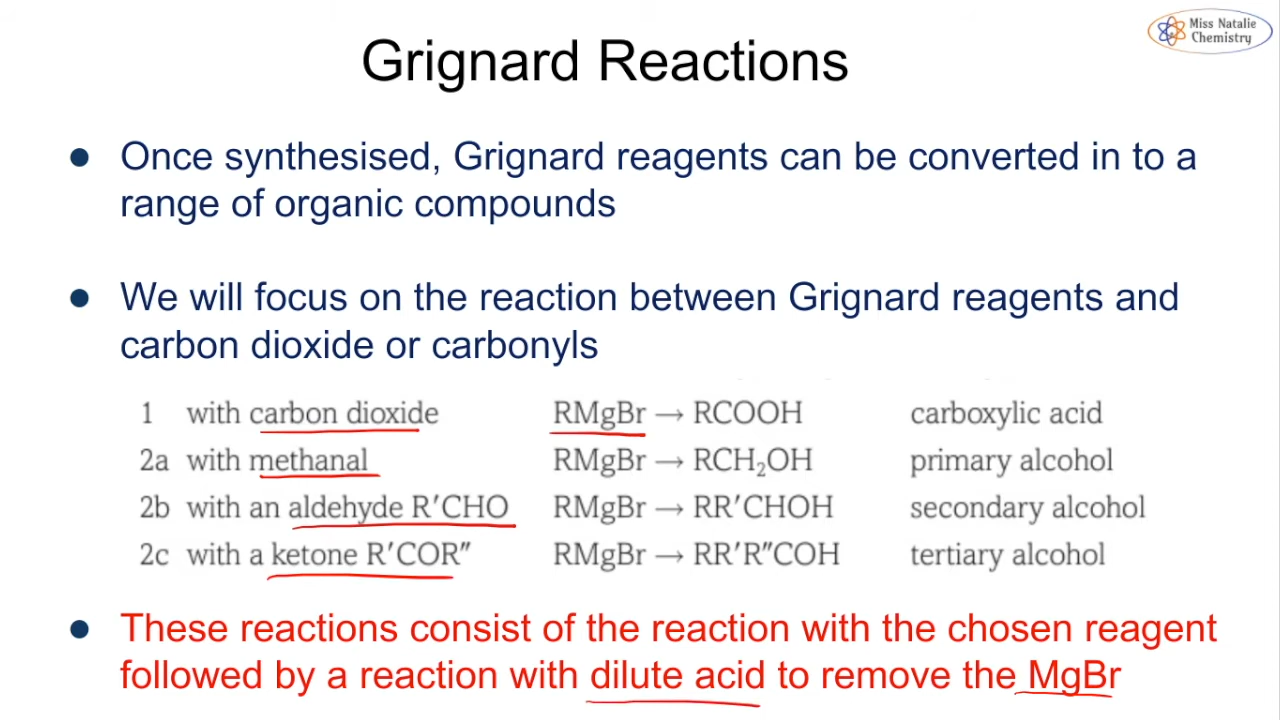 Miss Natalie
Chemistry
Grignard Reactions
● Once synthesised, Grignard reagents can be converted in to a
range of organic compounds
● We will focus on the reaction between Grignard reagents and
carbon dioxide or carbonyls
1 with carbon dioxide RMgBr → RCOOH carboxylic acid
2a with methanal RMgBr → RCH₂OH primary alcohol
2b with an aldehyde R′CHO RMgBr → RR′CHOH secondary alcohol
2c with a ketone R′COR″ RMgBr → RR′R″COH tertiary alcohol
● These reactions consist of the reaction with the chosen reagent
followed by a reaction with dilute acid to remove the MgBr